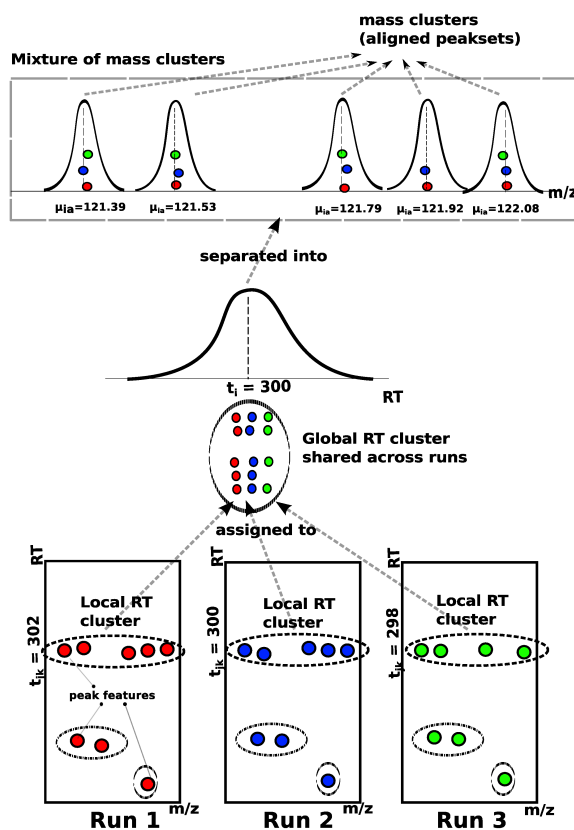 mass clusters
(aligned peaksets)
Mixture of mass clusters
m/z
μia=121.39
μia=121.53
μia=121.79
μia=121.92
μia=122.08
separated into
ti = 300
RT
Global RT cluster
shared across runs
assigned to
RT
RT
RT
tjk = 302
tjk = 300
tjk = 298
Local RT
cluster
Local RT
cluster
Local RT
cluster
peak features
m/z
m/z
m/z
Run 1
Run 2
Run 3